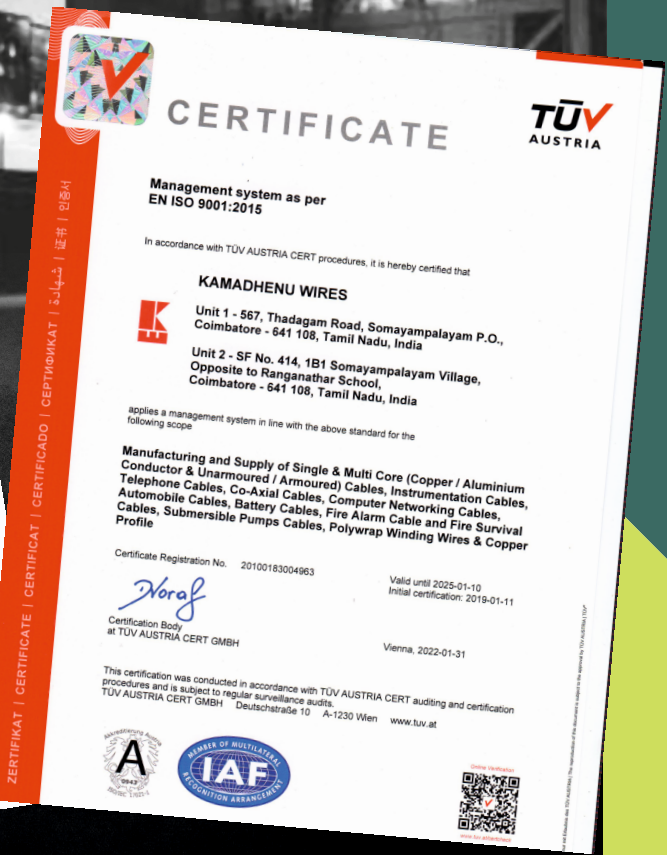 CERTIFICATE
TÜV
AUSTRIA
Management system as per
EN ISO 9001:2015
In accordance with TÜV AUSTRIA CERT procedures, it is hereby certified that
KAMADHENU WIRES
Unit 1 - 567, Thadagam Road, Somayampalayam P.O.,
Coimbatore - 641 108, Tamil Nadu, India
Unit 2 - SF No. 414, 1B1 Somayampalayam Village,
Opposite to Ranganathar School,
Coimbatore - 641 108, Tamil Nadu, India
applies a management system in line with the above standard for the
following scope
Manufacturing and Supply of Single & Multi Core (Copper / Aluminium
Conductor & Unarmoured / Armoured) Cables, Instrumentation Cables,
Telephone Cables, Co-Axial Cables, Computer Networking Cables,
Automobile Cables, Battery Cables, Fire Alarm Cable and Fire Survival
Cables, Submersible Pumps Cables, Polywrap Winding Wires & Copper
Profile
Certificate Registration No. 20100183004963
Valid until 2025-01-10
Initial certification: 2019-01-11
Certification Body
at TÜV AUSTRIA CERT GMBH
Vienna, 2022-01-31
This certification was conducted in accordance with TÜV AUSTRIA CERT auditing and certification
procedures and is subject to regular surveillance audits.
TÜV AUSTRIA CERT GMBH Deutschstraße 10 A-1230 Wien www.tuv.at
Akkreditierung Austria
A
0943
MEMBER OF MULTILATERAL
IAF
RECOGNITION ARRANGEMENT
Online Verification
ZERTIFIKAT | CERTIFICATE | CERTIFICAT | CERTIFICADO | СЕРТИФИКАТ | شهادة | 证书 | 인증서